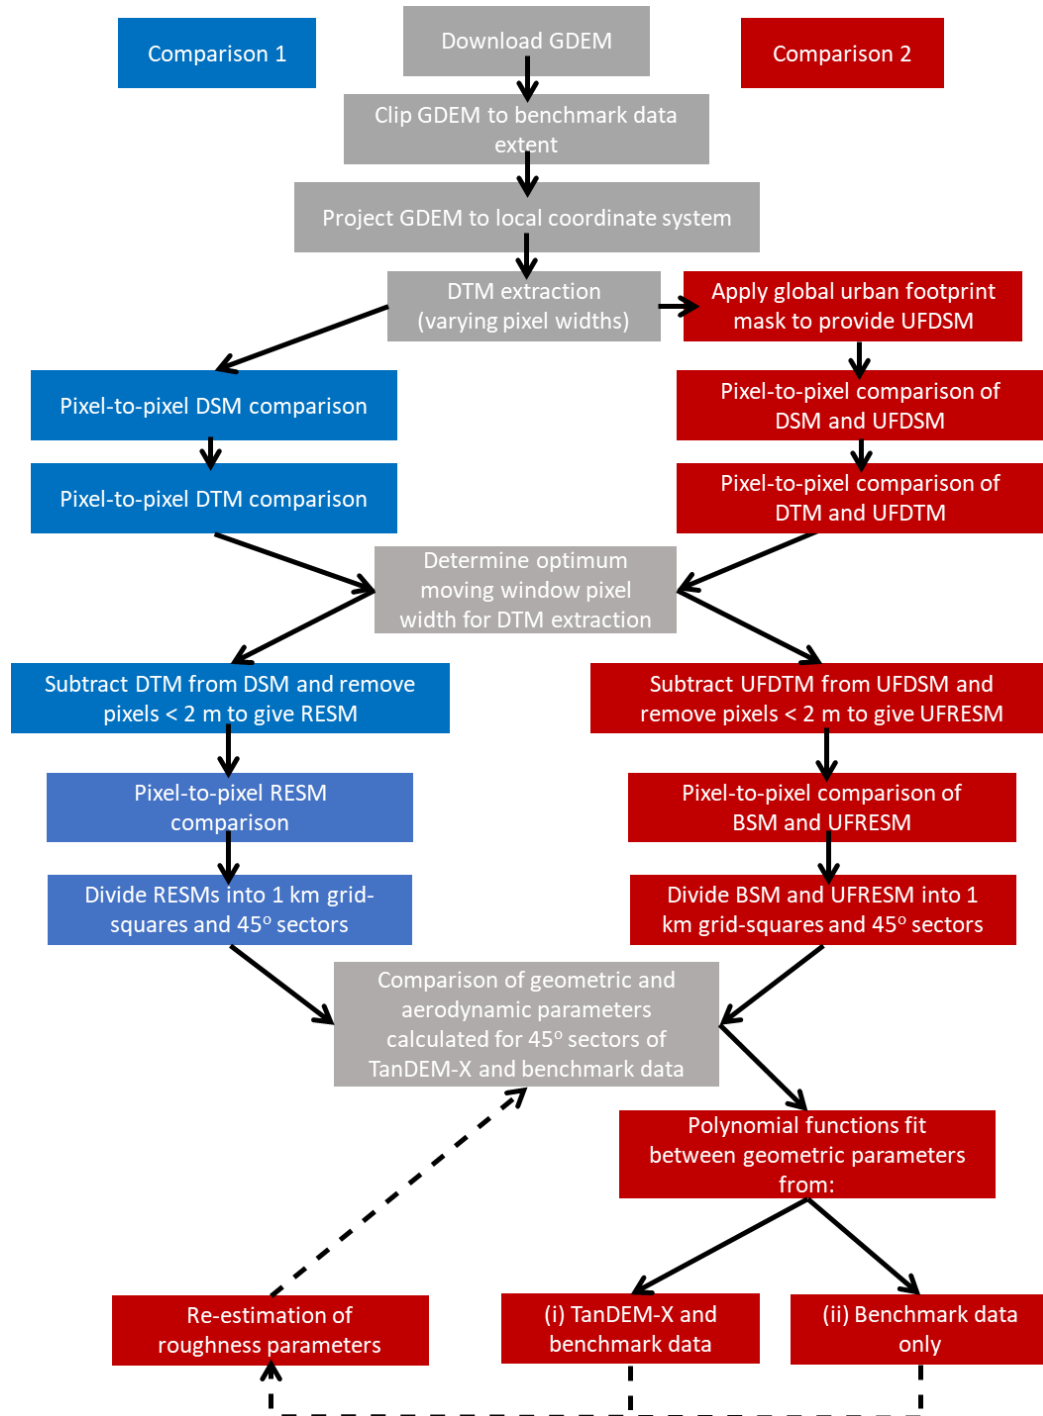 Comparison 1
Download GDEM
Comparison 2
Clip GDEM to benchmark data
extent
Project GDEM to local coordinate system
DTM extraction
(varying pixel widths)
Apply global urban footprint
mask to provide UFDSM
Pixel-to-pixel DSM comparison
Pixel-to-pixel comparison of
DSM and UFDSM
Pixel-to-pixel DTM comparison
Pixel-to-pixel comparison of
DTM and UFDTM
Determine optimum
moving window pixel
width for DTM extraction
Subtract DTM from DSM and remove
pixels < 2 m to give RESM
Subtract UFDTM from UFDSM and
remove pixels < 2 m to give UFRESM
Pixel-to-pixel RESM
comparison
Pixel-to-pixel comparison of
BSM and UFRESM
Divide RESMs into 1 km grid-
squares and 45° sectors
Divide BSM and UFRESM into 1
km grid-squares and 45° sectors
Comparison of geometric and
aerodynamic parameters
calculated for 45° sectors of
TanDEM-X and benchmark data
Polynomial functions fit
between geometric parameters
from:
Re-estimation of
roughness parameters
(i) TanDEM-X and
benchmark data
(ii) Benchmark data
only